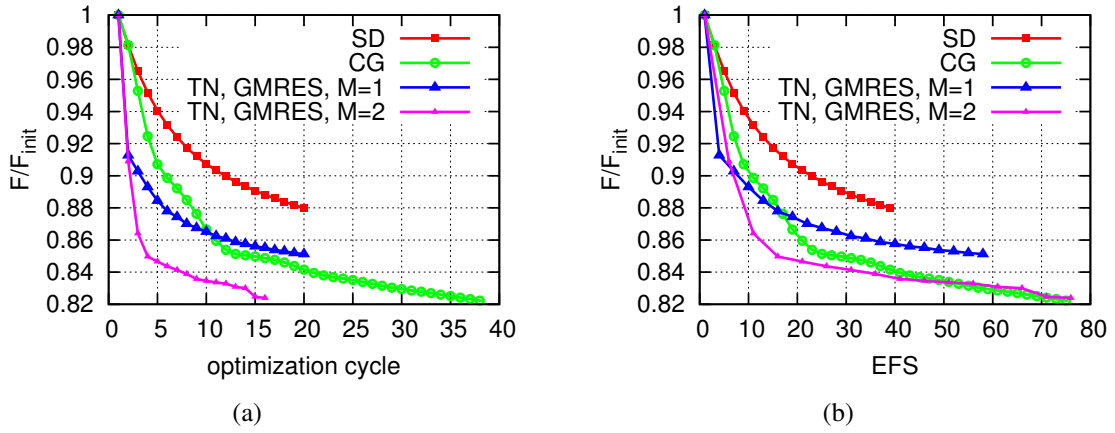 1
0.98
0.96
0.94
0.92
0.9
0.88
0.86
0.84
0.82
F/F_init
0 5 10 15 20 25 30 35 40
optimization cycle
SD
CG
TN, GMRES, M=1
TN, GMRES, M=2
(a)
1
0.98
0.96
0.94
0.92
0.9
0.88
0.86
0.84
0.82
F/F_init
0 10 20 30 40 50 60 70 80
EFS
SD
CG
TN, GMRES, M=1
TN, GMRES, M=2
(b)